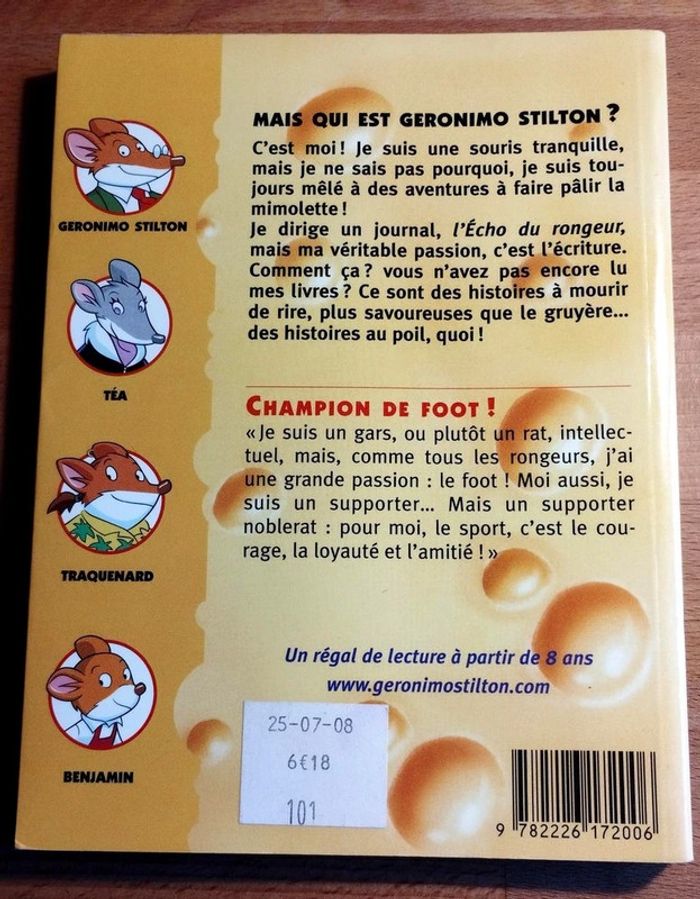 GERONIMO STILTON
TÉA
TRAQUENARD
BENJAMIN
MAIS QUI EST GERONIMO STILTON ?
C'est moi ! Je suis une souris tranquille,
mais je ne sais pas pourquoi, je suis tou-
jours mêlé à des aventures à faire pâlir la
mimolette !
Je dirige un journal, l'Écho du rongeur,
mais ma véritable passion, c'est l'écriture.
Comment ça ? vous n'avez pas encore lu
mes livres ? Ce sont des histoires à mourir
de rire, plus savoureuses que le gruyère...
des histoires au poil, quoi !
CHAMPION DE FOOT !
« Je suis un gars, ou plutôt un rat, intellec-
tuel, mais, comme tous les rongeurs, j'ai
une grande passion : le foot ! Moi aussi, je
suis un supporter... Mais un supporter
noblerat : pour moi, le sport, c'est le cou-
rage, la loyauté et l'amitié ! »
Un régal de lecture à partir de 8 ans
www.geronimostilton.com
25-07-08
6€18
101
9 782226 172006